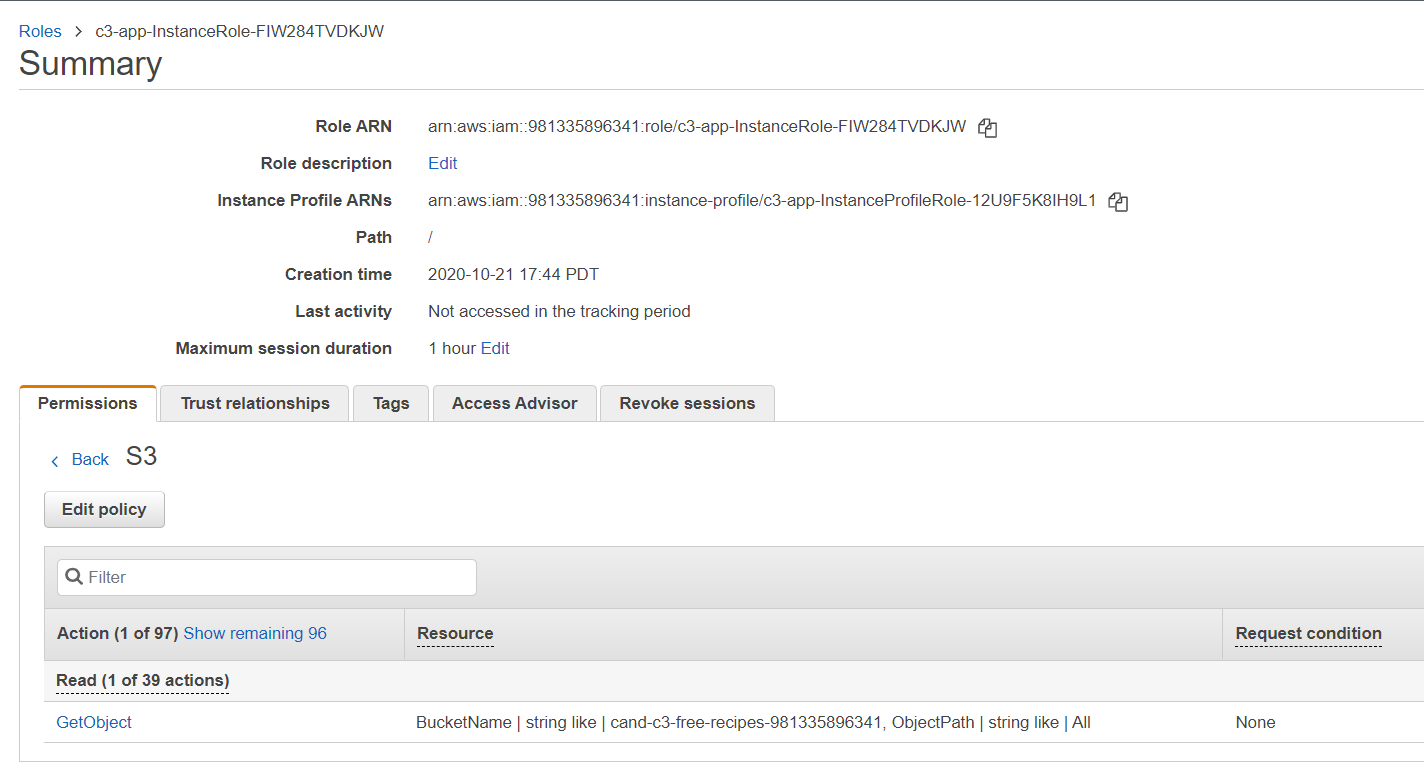 Roles > c3-app-InstanceRole-FIW284TVDKJW
Summary
Role ARN arn:aws:iam::981335896341:role/c3-app-InstanceRole-FIW284TVDKJW
Role description Edit
Instance Profile ARNs arn:aws:iam::981335896341:instance-profile/c3-app-InstanceProfileRole-12U9F5K8IH9L1
Path /
Creation time 2020-10-21 17:44 PDT
Last activity Not accessed in the tracking period
Maximum session duration 1 hour Edit
Permissions Trust relationships Tags Access Advisor Revoke sessions
Back S3
Edit policy
Filter
Action (1 of 97) Show remaining 96 Resource Request condition
Read (1 of 39 actions)
GetObject BucketName | string like | cand-c3-free-recipes-981335896341, ObjectPath | string like | All None